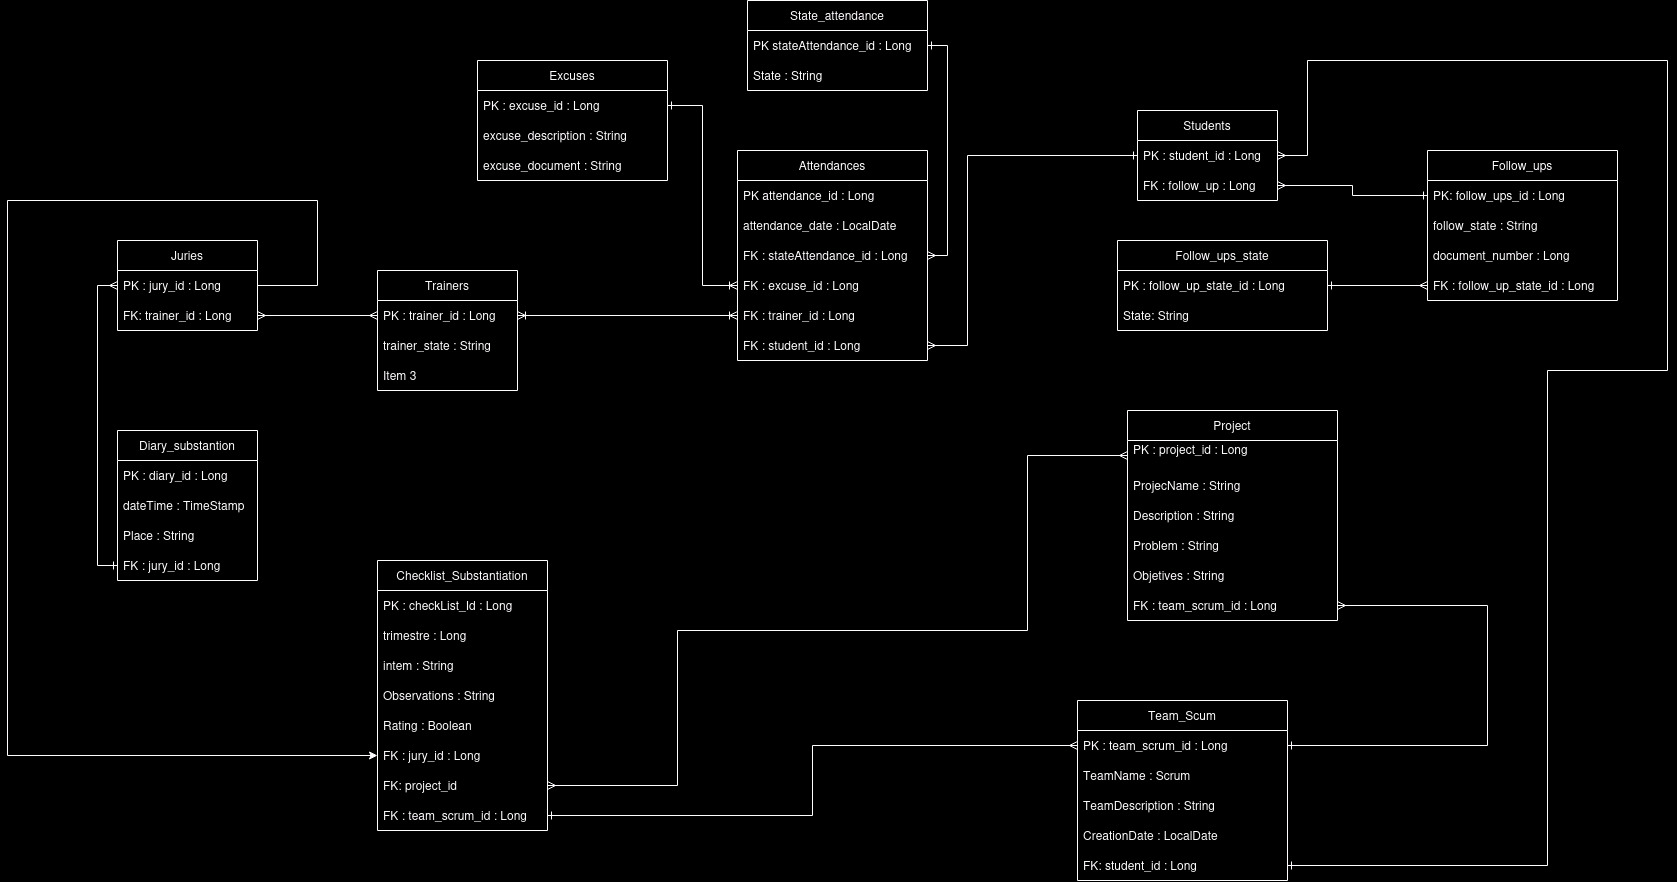 State_attendance
PK stateAttendance_id : Long
State : String
Excuses
PK : excuse_id : Long
excuse_description : String
excuse_document : String
Attendances
PK attendance_id : Long
attendance_date : LocalDate
FK : stateAttendance_id : Long
FK : excuse_id : Long
FK : trainer_id : Long
FK : student_id : Long
Students
PK : student_id : Long
FK : follow_up : Long
Follow_ups
PK: follow_ups_id : Long
follow_state : String
document_number : Long
FK : follow_up_state_id : Long
Follow_ups_state
PK : follow_up_state_id : Long
State: String
Juries
PK : jury_id : Long
FK: trainer_id : Long
Trainers
PK : trainer_id : Long
trainer_state : String
Item 3
Diary_substantion
PK : diary_id : Long
dateTime : TimeStamp
Place : String
FK : jury_id : Long
Project
PK : project_id : Long
ProjecName : String
Description : String
Problem : String
Objetives : String
FK : team_scrum_id : Long
Checklist_Substantiation
PK : checkList_Id : Long
trimestre : Long
intem : String
Observations : String
Rating : Boolean
FK : jury_id : Long
FK: project_id
FK : team_scrum_id : Long
Team_Scum
PK : team_scrum_id : Long
TeamName : Scrum
TeamDescription : String
CreationDate : LocalDate
FK: student_id : Long